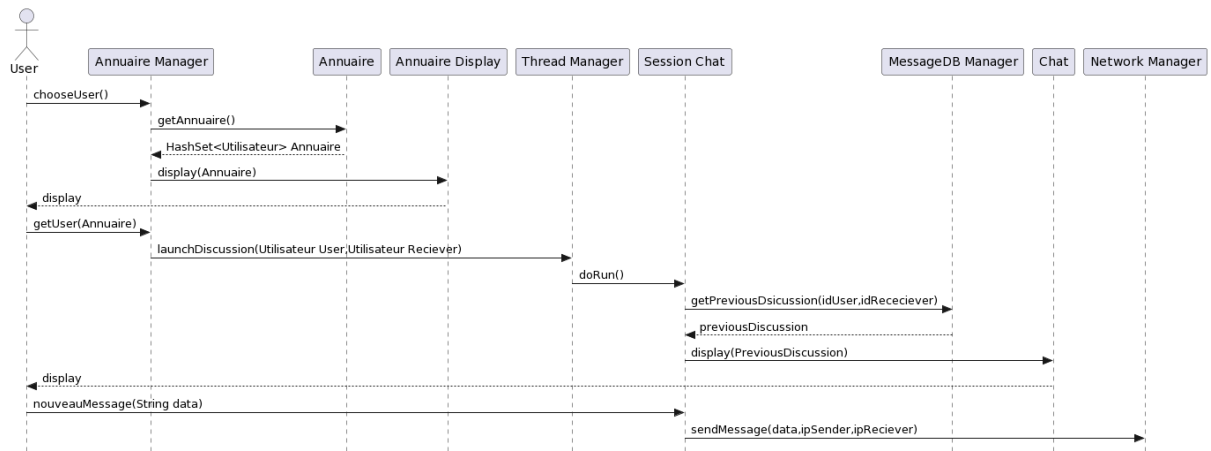 User
Annuaire Manager
Annuaire
Annuaire Display
Thread Manager
Session Chat
MessageDB Manager
Chat
Network Manager
chooseUser()
getAnnuaire()
HashSet<Utilisateur> Annuaire
display(Annuaire)
display
getUser(Annuaire)
launchDiscussion(Utilisateur User,Utilisateur Reciever)
doRun()
getPreviousDsicussion(idUser,idRececiever)
previousDiscussion
display(PreviousDiscussion)
display
nouveauMessage(String data)
sendMessage(data,ipSender,ipReciever)